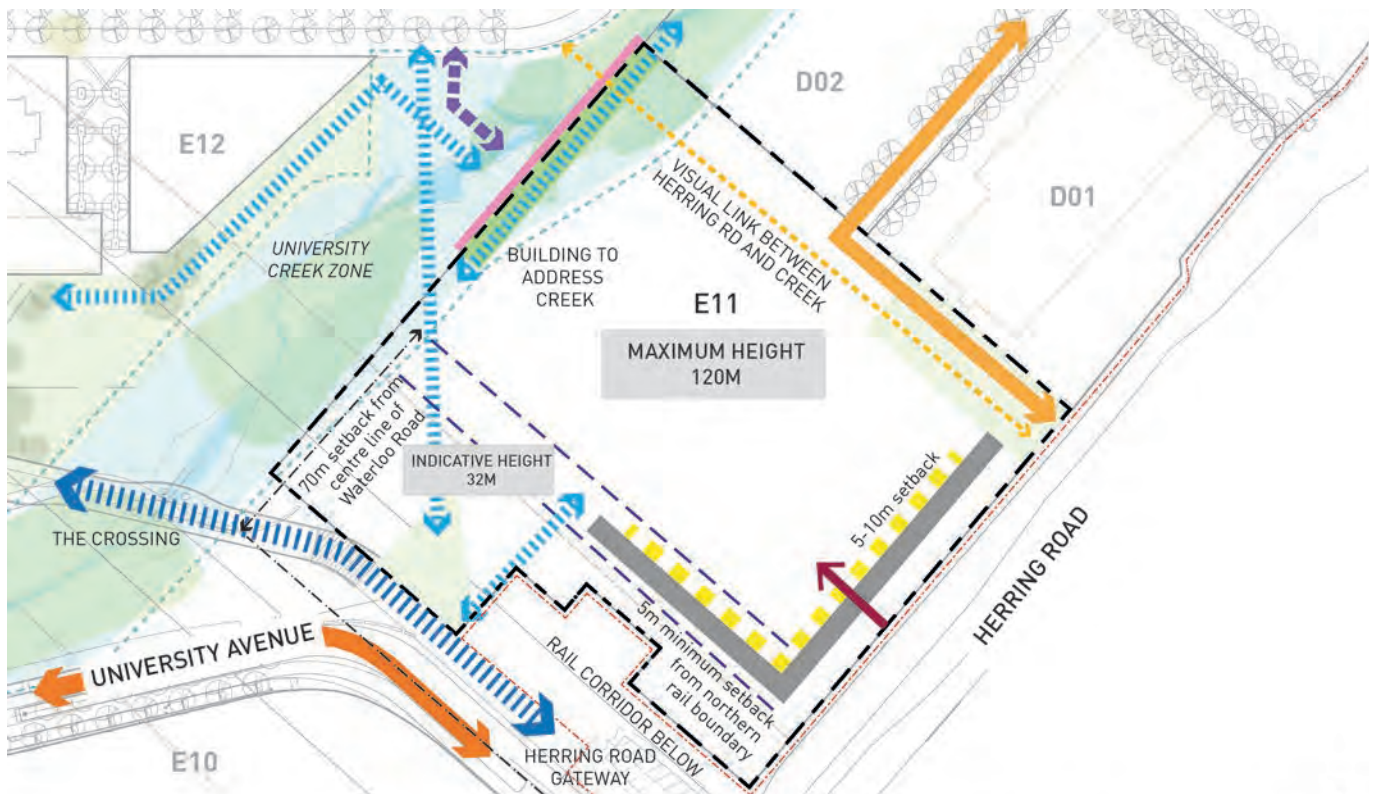 D02
E12
D01
VISUAL LINK BETWEEN
HERRING RD AND CREEK
UNIVERSITY
CREEK ZONE
BUILDING TO
ADDRESS
CREEK
E11
MAXIMUM HEIGHT
120M
70m setback from
centre line of
Waterloo Road
INDICATIVE HEIGHT
32M
5-10m setback
THE CROSSING
HERRING ROAD
5m minimum setback
from northern
rail boundary
UNIVERSITY AVENUE
RAIL CORRIDOR BELOW
E10
HERRING ROAD
GATEWAY